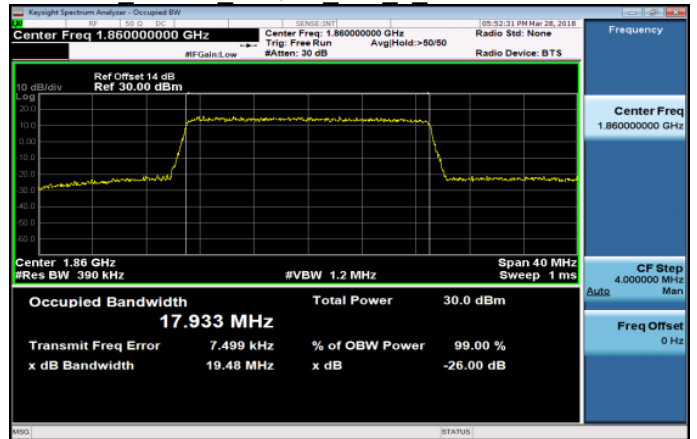 Keysight Spectrum Analyzer - Occupied BW
RF 50 Ω DC SENSE:INT 05:52:31 PM Mar 28, 2018
Center Freq 1.860000000 GHz
Center Freq: 1.860000000 GHz
Radio Std: None
Trig: Free Run Avg|Hold:>50/50
#IFGain:Low #Atten: 30 dB
Radio Device: BTS
Ref Offset 14 dB
10 dB/div Ref 30.00 dBm
Log
20.0
10.0
0.00
-10.0
-20.0
-30.0
-40.0
-50.0
-60.0
Center 1.86 GHz Span 40 MHz
#Res BW 390 kHz #VBW 1.2 MHz Sweep 1 ms
Occupied Bandwidth Total Power 30.0 dBm
17.933 MHz
Transmit Freq Error 7.499 kHz % of OBW Power 99.00 %
x dB Bandwidth 19.48 MHz x dB -26.00 dB
MSG STATUS
Frequency
Center Freq
1.860000000 GHz
CF Step
4.000000 MHz
Auto Man
Freq Offset
0 Hz